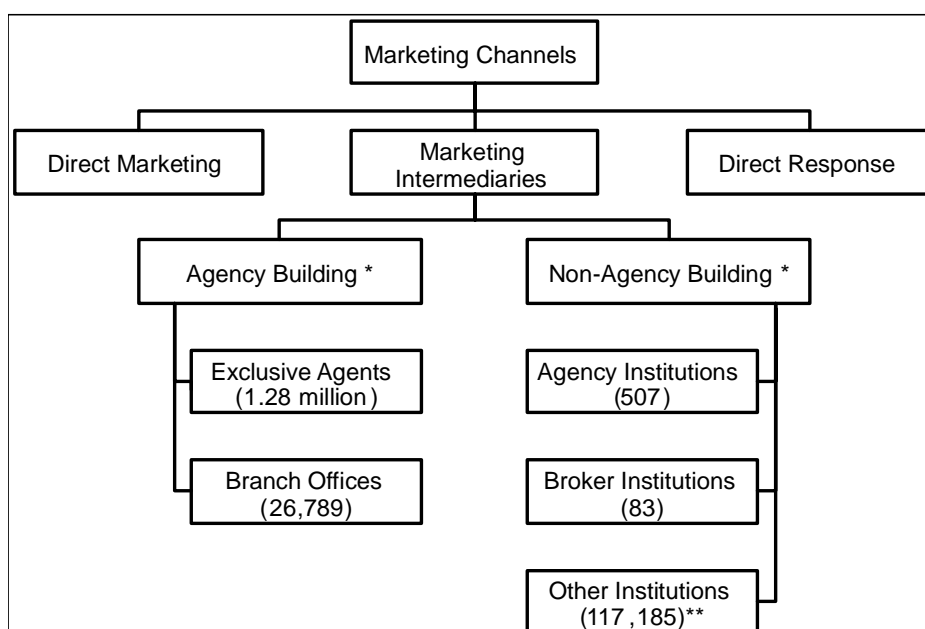 Marketing Channels
Direct Marketing
Marketing
Intermediaries
Direct Response
Agency Building *
Non-Agency Building *
Exclusive Agents
(1.28 million )
Agency Institutions
(507)
Branch Offices
(26,789)
Broker Institutions
(83)
Other Institutions
(117 ,185)**